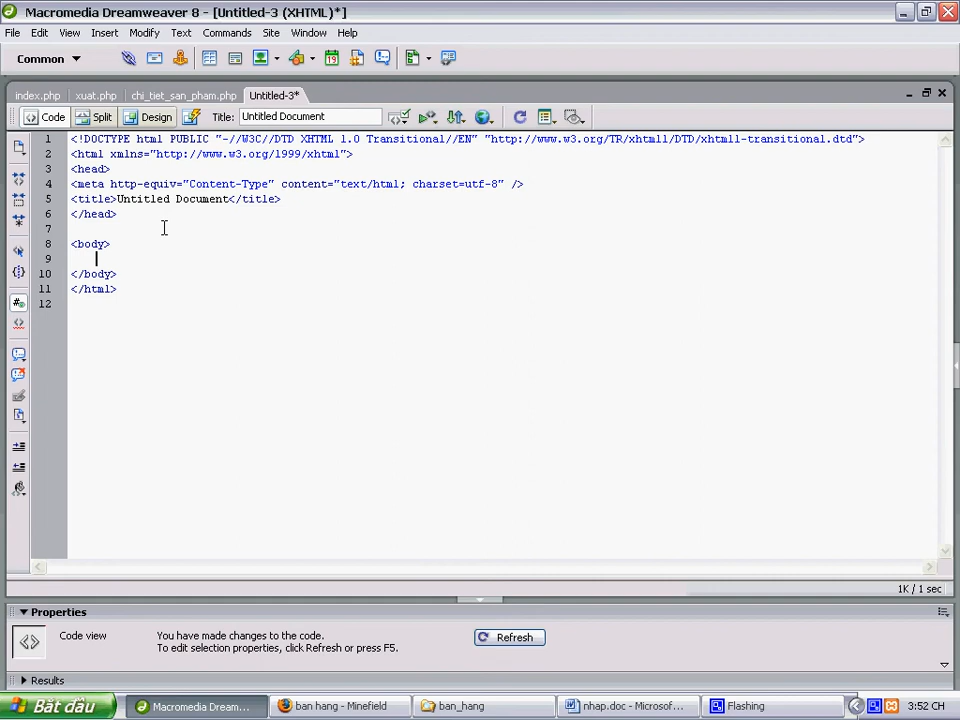 Macromedia Dreamweaver 8 - [Untitled-3 (XHTML)*]
File Edit View Insert Modify Text Commands Site Window Help
Common
index.php xuat.php chi_tiet_san_pham.php Untitled-3*
Code Split Design Title: Untitled Document
1 <!DOCTYPE html PUBLIC "-//W3C//DTD XHTML 1.0 Transitional//EN" "http://www.w3.org/TR/xhtml1/DTD/xhtml1-transitional.dtd">
2 <html xmlns="http://www.w3.org/1999/xhtml">
3 <head>
4 <meta http-equiv="Content-Type" content="text/html; charset=utf-8" />
5 <title>Untitled Document</title>
6 </head>
7
8 <body>
9
10 </body>
11 </html>
12
1K / 1 sec
Properties
Code view You have made changes to the code. Refresh
To edit selection properties, click Refresh or press F5.
Results
Bắt đầu Macromedia Dream... ban hang - Minefield ban_hang nhap.doc - Microsof... Flashing 3:52 CH